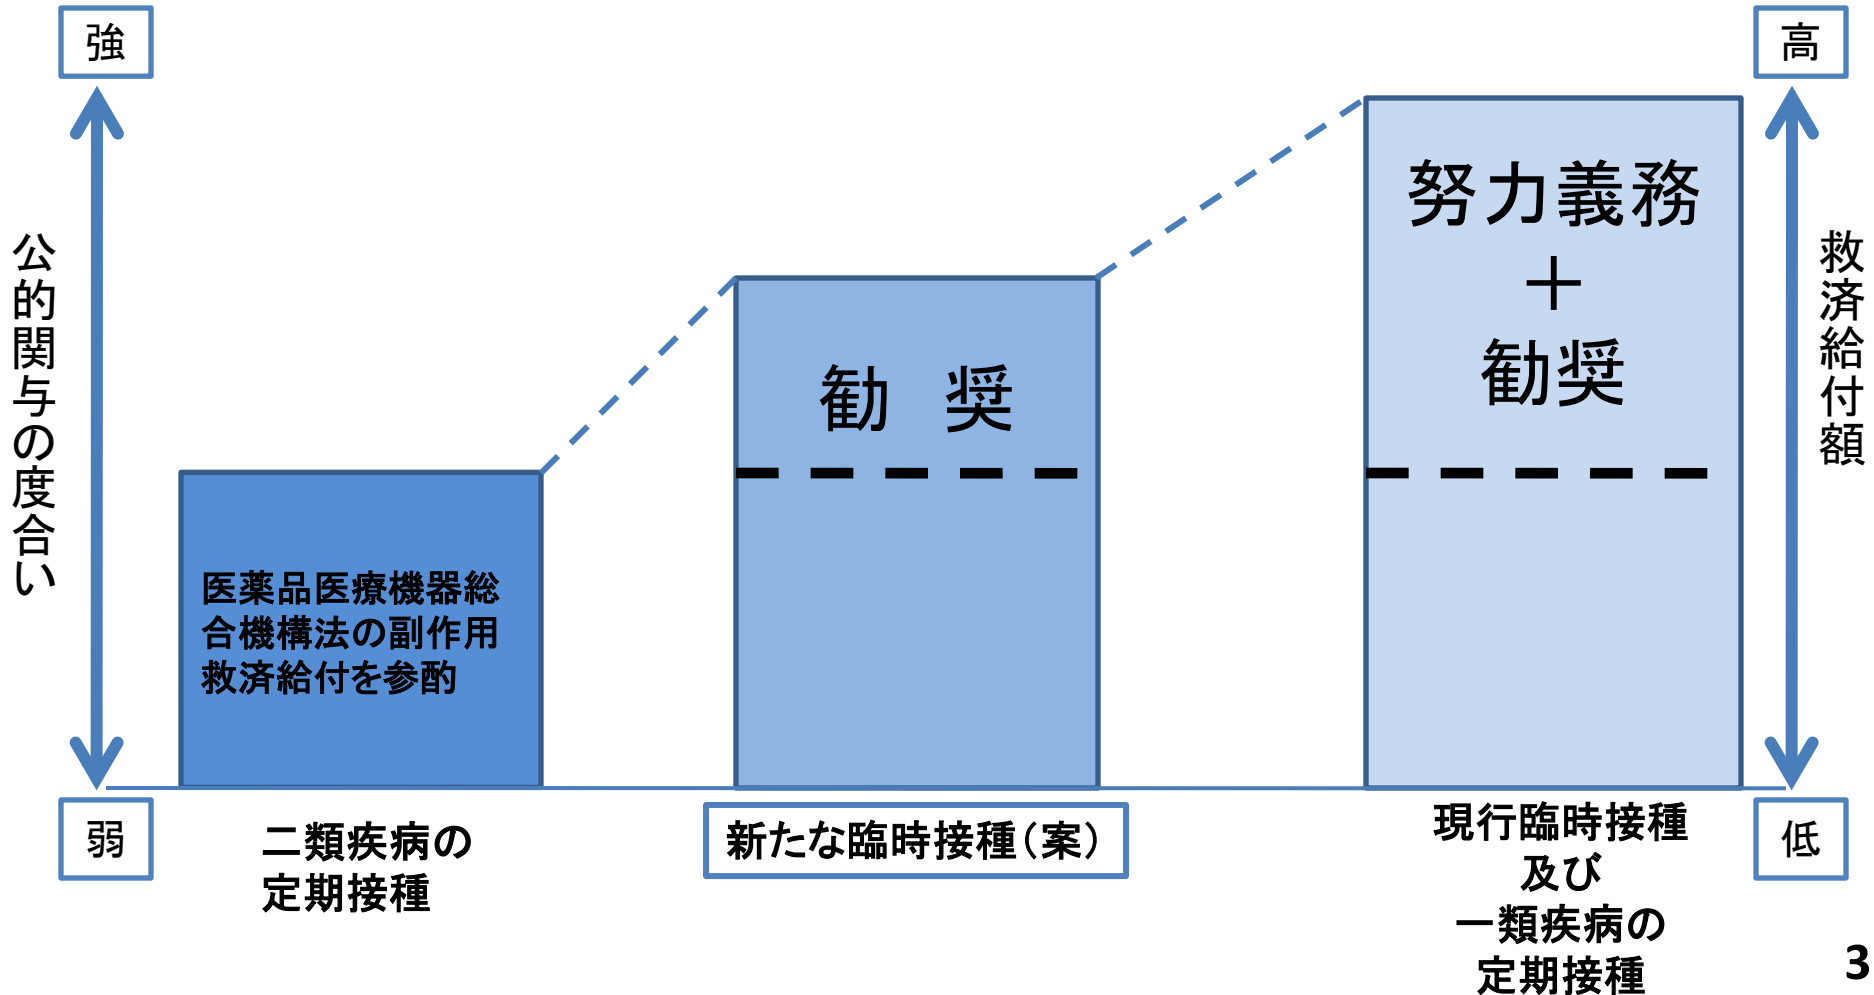 強
高
公的関与の度合い
救済給付額
努力義務
＋
勧奨
勧　奨
医薬品医療機器総
合機構法の副作用
救済給付を参酌
弱
低
二類疾病の
定期接種
新たな臨時接種（案）
現行臨時接種
及び
一類疾病の
定期接種
3